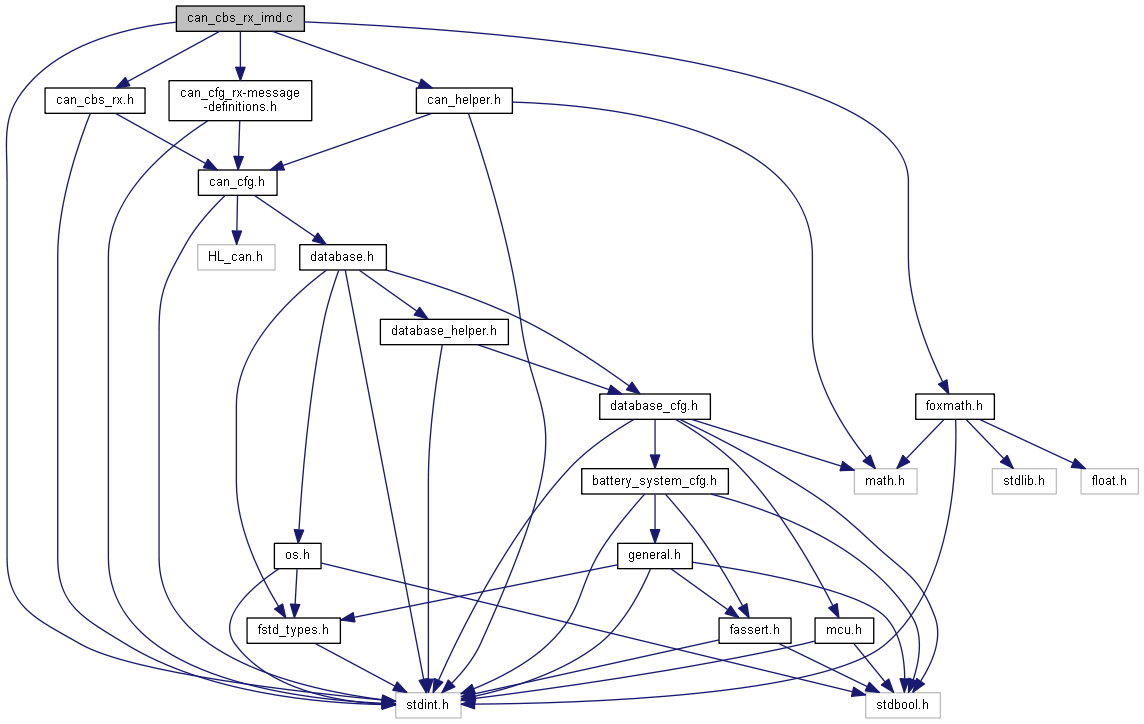 can_cbs_rx_imd.c
can_cbs_rx.h
can_cfg_rx-message
-definitions.h
can_helper.h
can_cfg.h
HL_can.h
database.h
database_helper.h
database_cfg.h
foxmath.h
battery_system_cfg.h
math.h
stdlib.h
float.h
os.h
general.h
fstd_types.h
fassert.h
mcu.h
stdint.h
stdbool.h